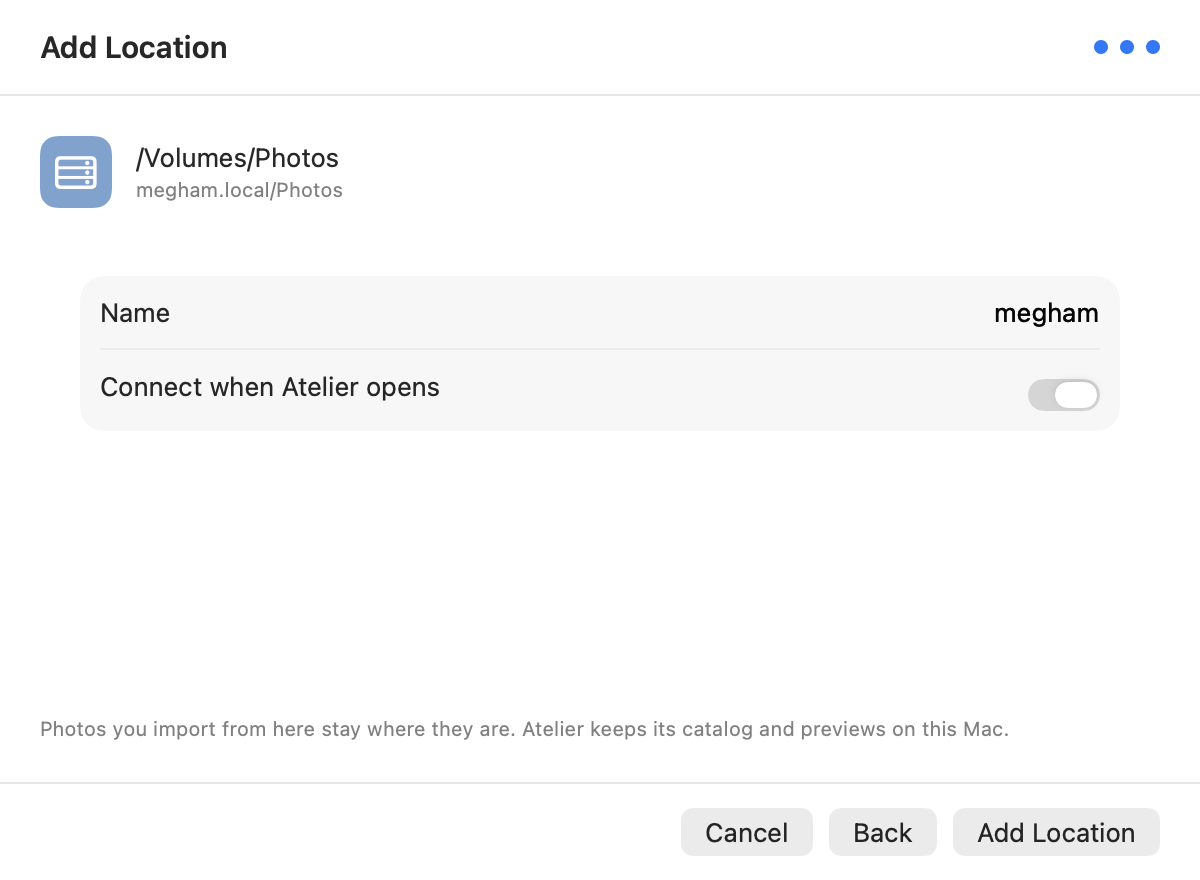 Add Location
/Volumes/Photos
megham.local/Photos
Name
megham
Connect when Atelier opens
Photos you import from here stay where they are. Atelier keeps its catalog and previews on this Mac.
Cancel
Back
Add Location